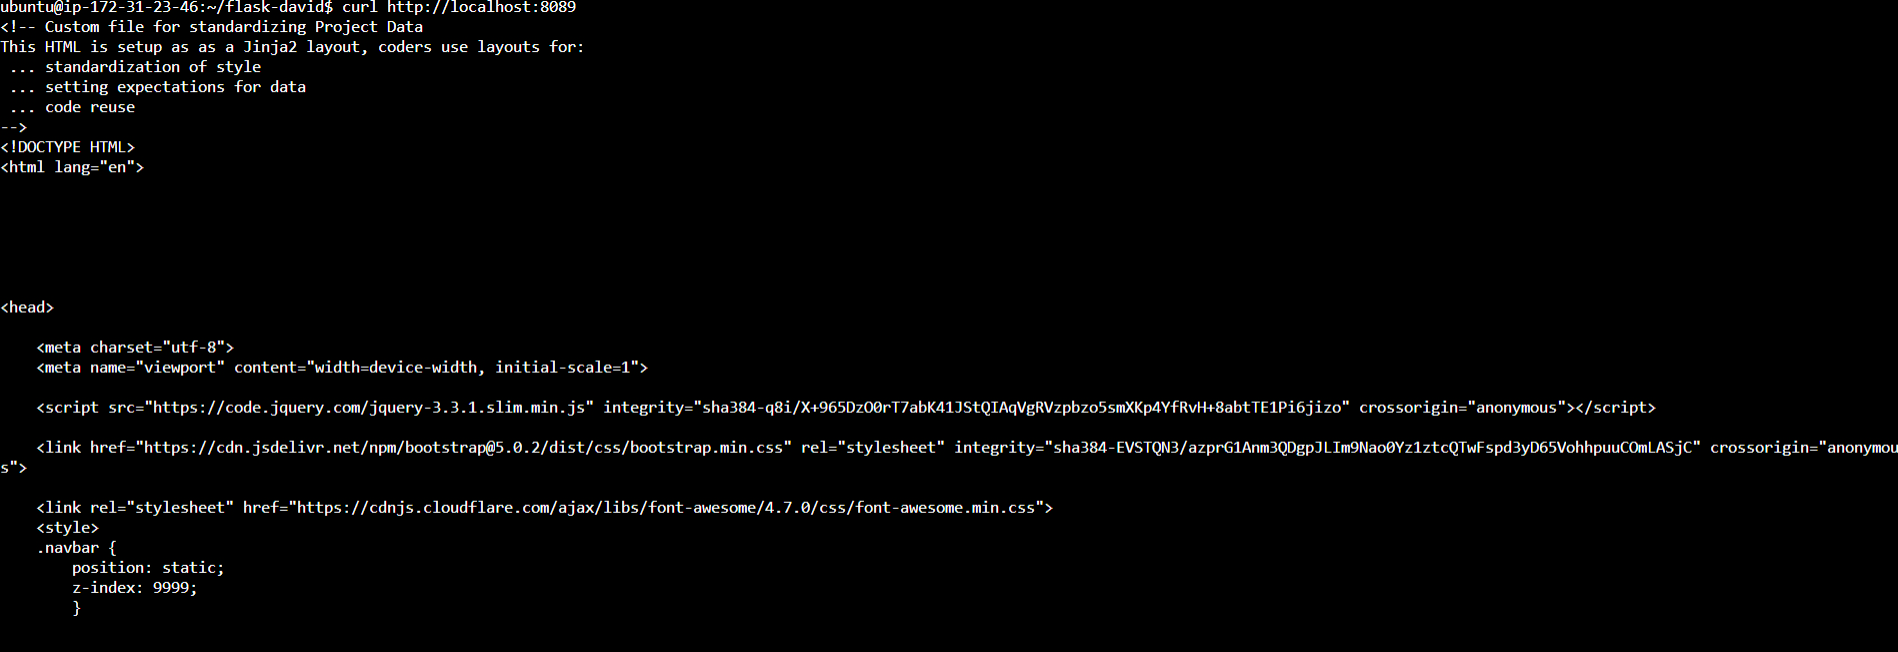 ubuntu@ip-172-31-23-46:~/flask-david$ curl http://localhost:8089
<!-- Custom file for standardizing Project Data
This HTML is setup as as a Jinja2 layout, coders use layouts for:
 ... standardization of style
 ... setting expectations for data
 ... code reuse
-->
<!DOCTYPE HTML>
<html lang="en">
<head>
    <meta charset="utf-8">
    <meta name="viewport" content="width=device-width, initial-scale=1">
    <script src="https://code.jquery.com/jquery-3.3.1.slim.min.js" integrity="sha384-q8i/X+965DzO0rT7abK41JStQIAqVgRVzpbzo5smXKp4YfRvH+8abtTE1Pi6jizo" crossorigin="anonymous"></script>
    <link href="https://cdn.jsdelivr.net/npm/bootstrap@5.0.2/dist/css/bootstrap.min.css" rel="stylesheet" integrity="sha384-EVSTQN3/azprG1Anm3QDgpJLIm9Nao0Yz1ztcQTwFspd3yD65VohhpuuCOmLASjC" crossorigin="anonymou
s">
    <link rel="stylesheet" href="https://cdnjs.cloudflare.com/ajax/libs/font-awesome/4.7.0/css/font-awesome.min.css">
    <style>
    .navbar {
        position: static;
        z-index: 9999;
        }